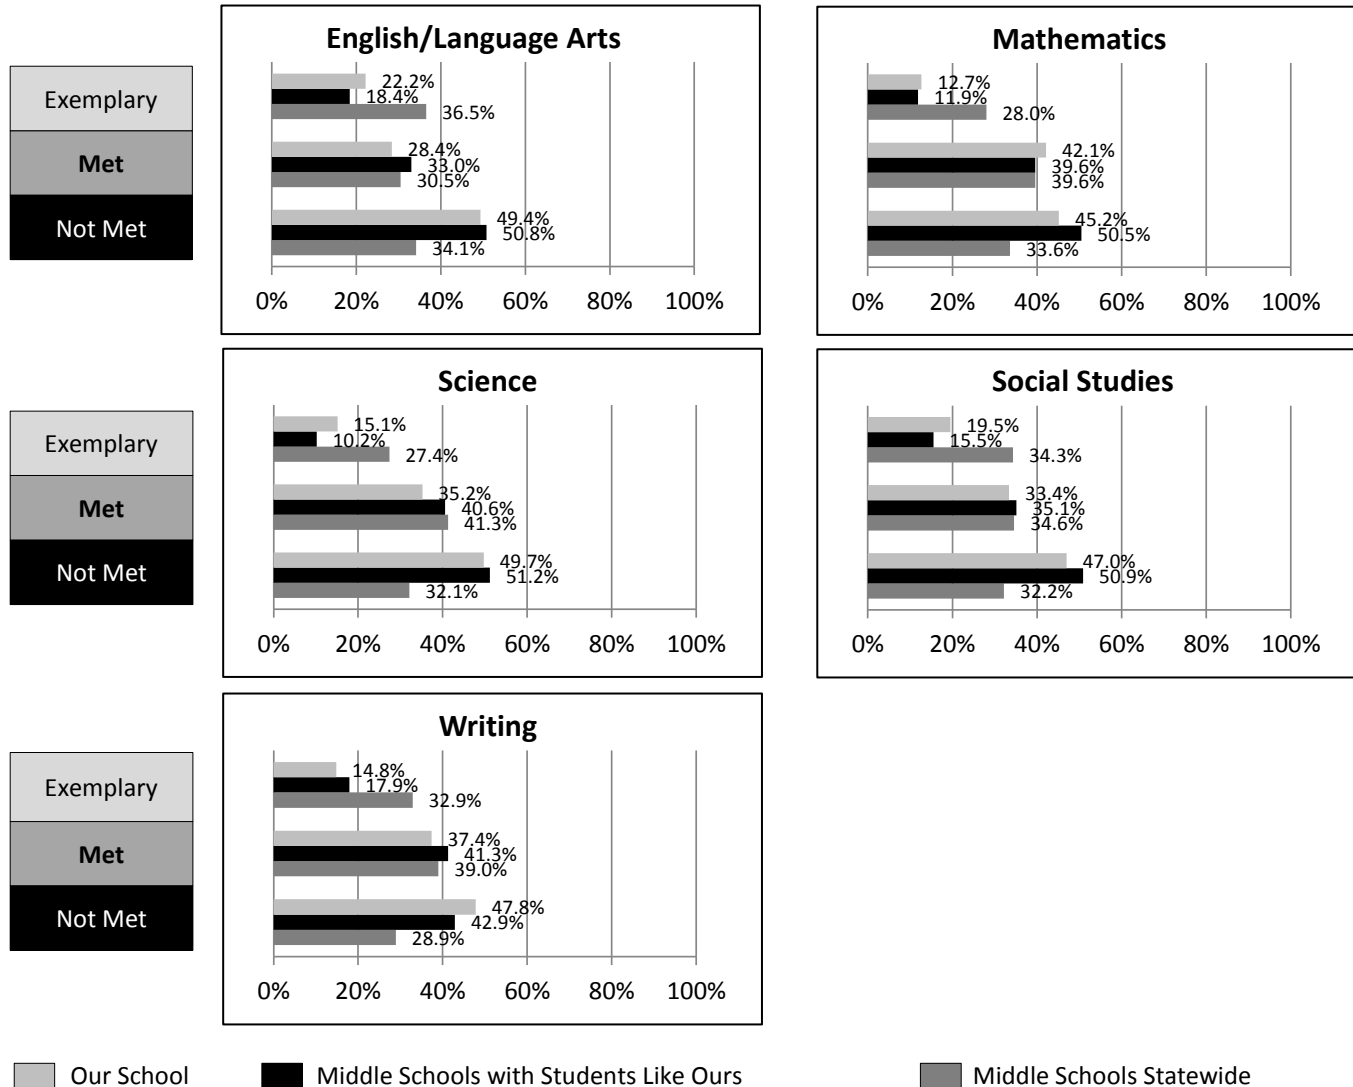 English/Language Arts
Exemplary
Met
Not Met
22.2%
18.4%
36.5%
28.4%
33.0%
30.5%
49.4%
50.8%
34.1%
0% 20% 40% 60% 80% 100%
Mathematics
12.7%
11.9%
28.0%
42.1%
39.6%
39.6%
45.2%
50.5%
33.6%
0% 20% 40% 60% 80% 100%
Science
Exemplary
Met
Not Met
15.1%
10.2%
27.4%
35.2%
40.6%
41.3%
49.7%
51.2%
32.1%
0% 20% 40% 60% 80% 100%
Social Studies
19.5%
15.5%
34.3%
33.4%
35.1%
34.6%
47.0%
50.9%
32.2%
0% 20% 40% 60% 80% 100%
Writing
Exemplary
Met
Not Met
14.8%
17.9%
32.9%
37.4%
41.3%
39.0%
47.8%
42.9%
28.9%
0% 20% 40% 60% 80% 100%
Our School Middle Schools with Students Like Ours Middle Schools Statewide